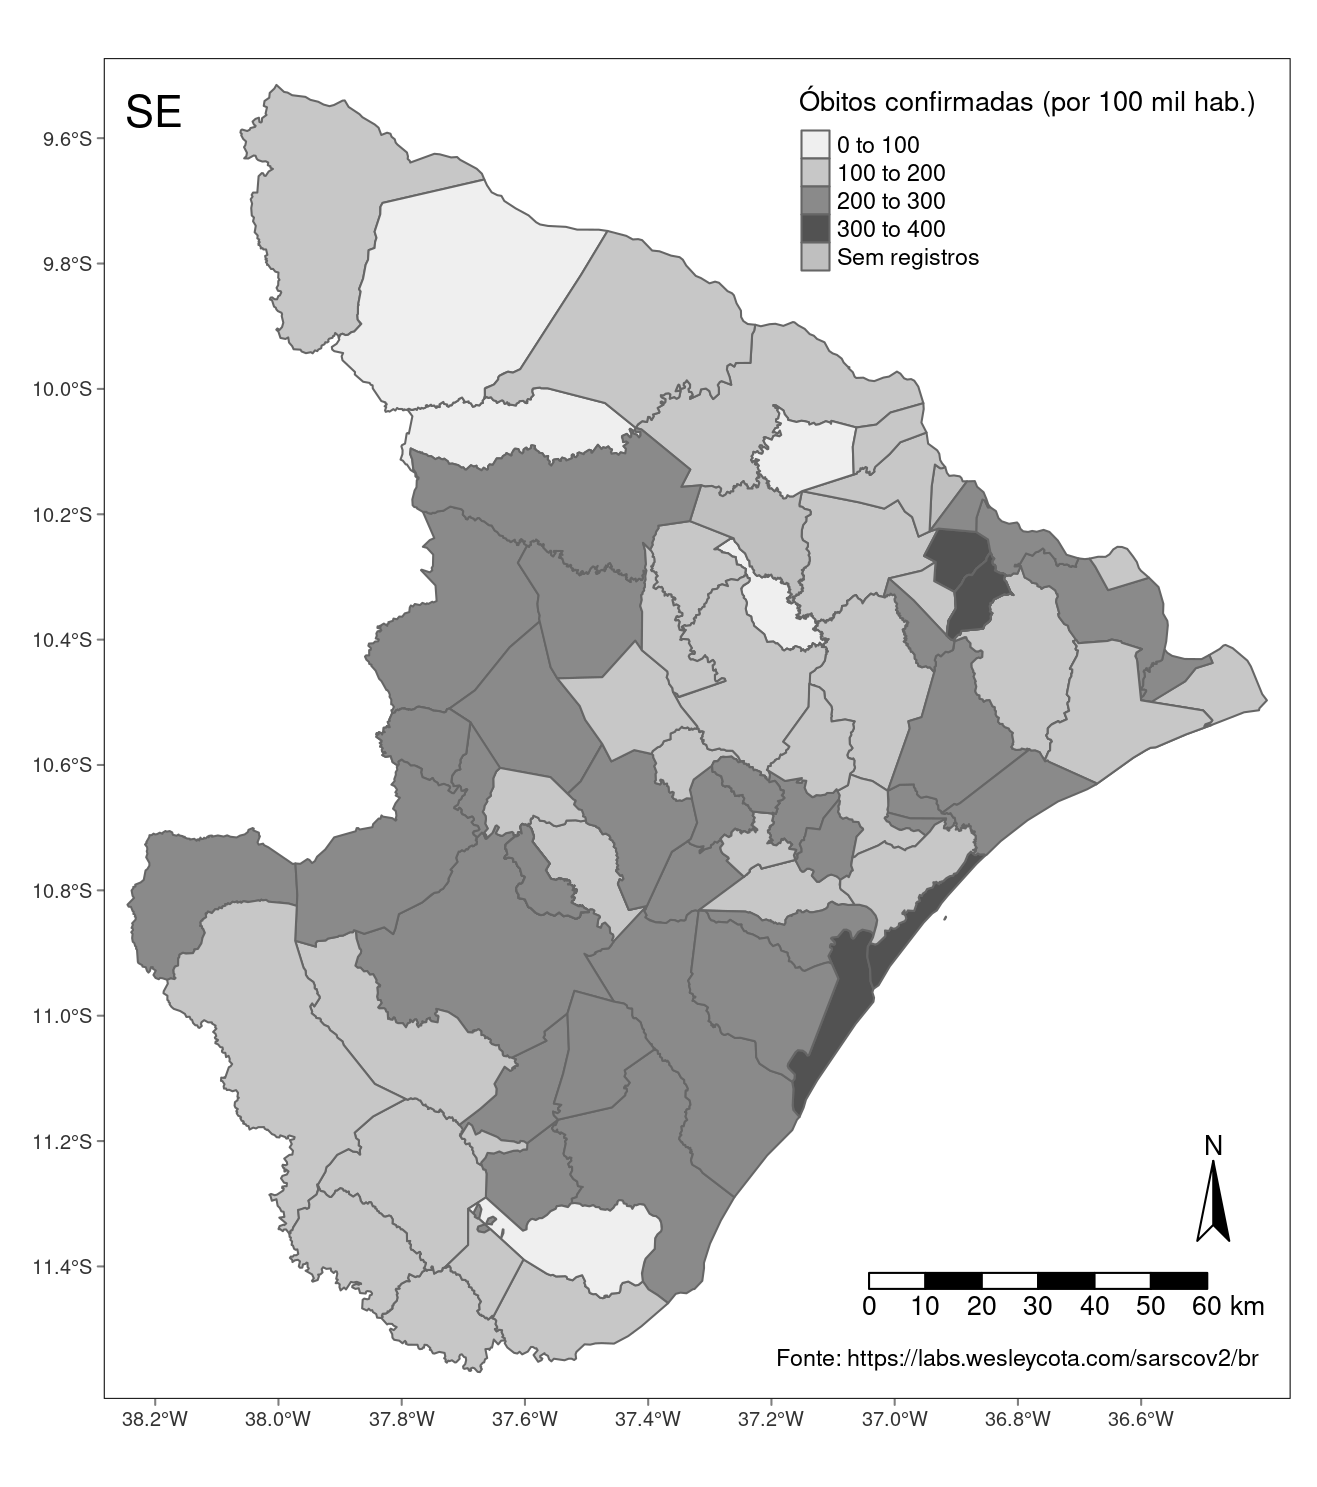 SE
Óbitos confirmadas (por 100 mil hab.)
0 to 100
100 to 200
200 to 300
300 to 400
Sem registros
9.6°S
9.8°S
10.0°S
10.2°S
10.4°S
10.6°S
10.8°S
11.0°S
11.2°S
11.4°S
N
0 10 20 30 40 50 60 km
Fonte: https://labs.wesleycota.com/sarscov2/br
38.2°W 38.0°W 37.8°W 37.6°W 37.4°W 37.2°W 37.0°W 36.8°W 36.6°W